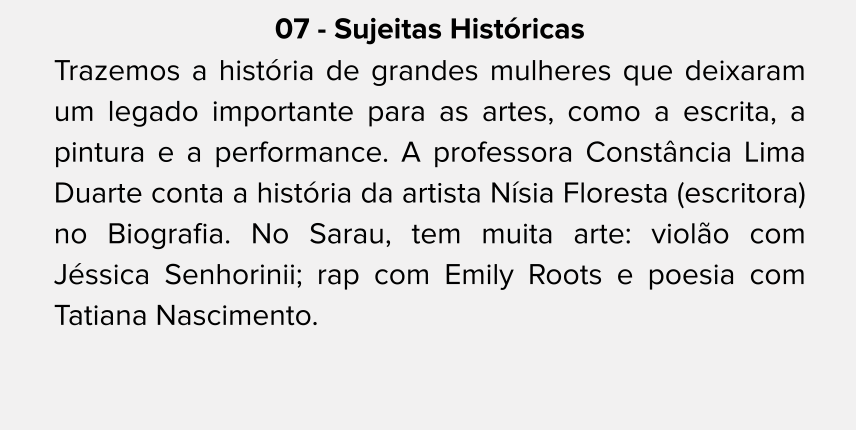 07 - Sujeitas Históricas
Trazemos a história de grandes mulheres que deixaram
um legado importante para as artes, como a escrita, a
pintura e a performance. A professora Constância Lima
Duarte conta a história da artista Nísia Floresta (escritora)
no Biografia. No Sarau, tem muita arte: violão com
Jéssica Senhorinii; rap com Emily Roots e poesia com
Tatiana Nascimento.